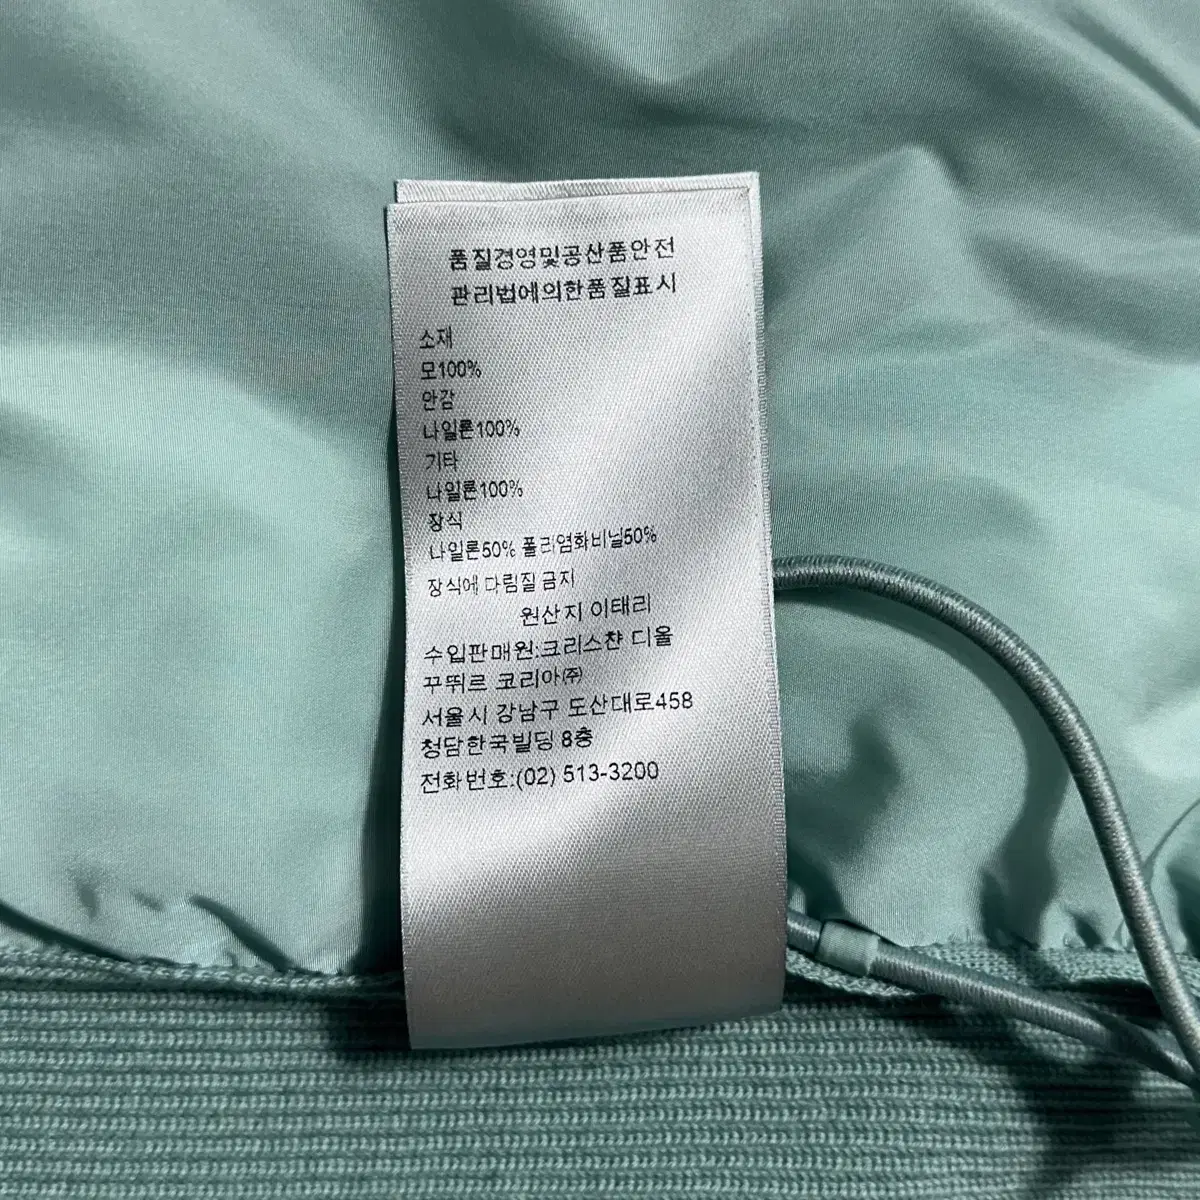 품질경영및공산품안전
관리법에의한품질표시
소재
모100%
안감
나일론100%
기타
나일론100%
장식
나일론50% 폴리염화비닐50%
장식에 다림질 금지
원산지 이태리
수입판매원:크리스챤 디올
꾸뛰르 코리아㈜
서울시 강남구 도산대로458
청담한국빌딩 8층
전화번호:(02) 513-3200